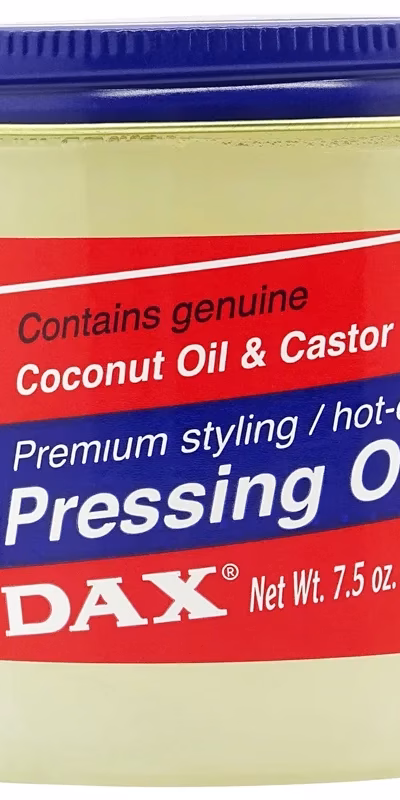 Contains genuine
Coconut Oil & Castor
Premium styling / hot-
Pressing O
DAX® Net Wt. 7.5 oz.